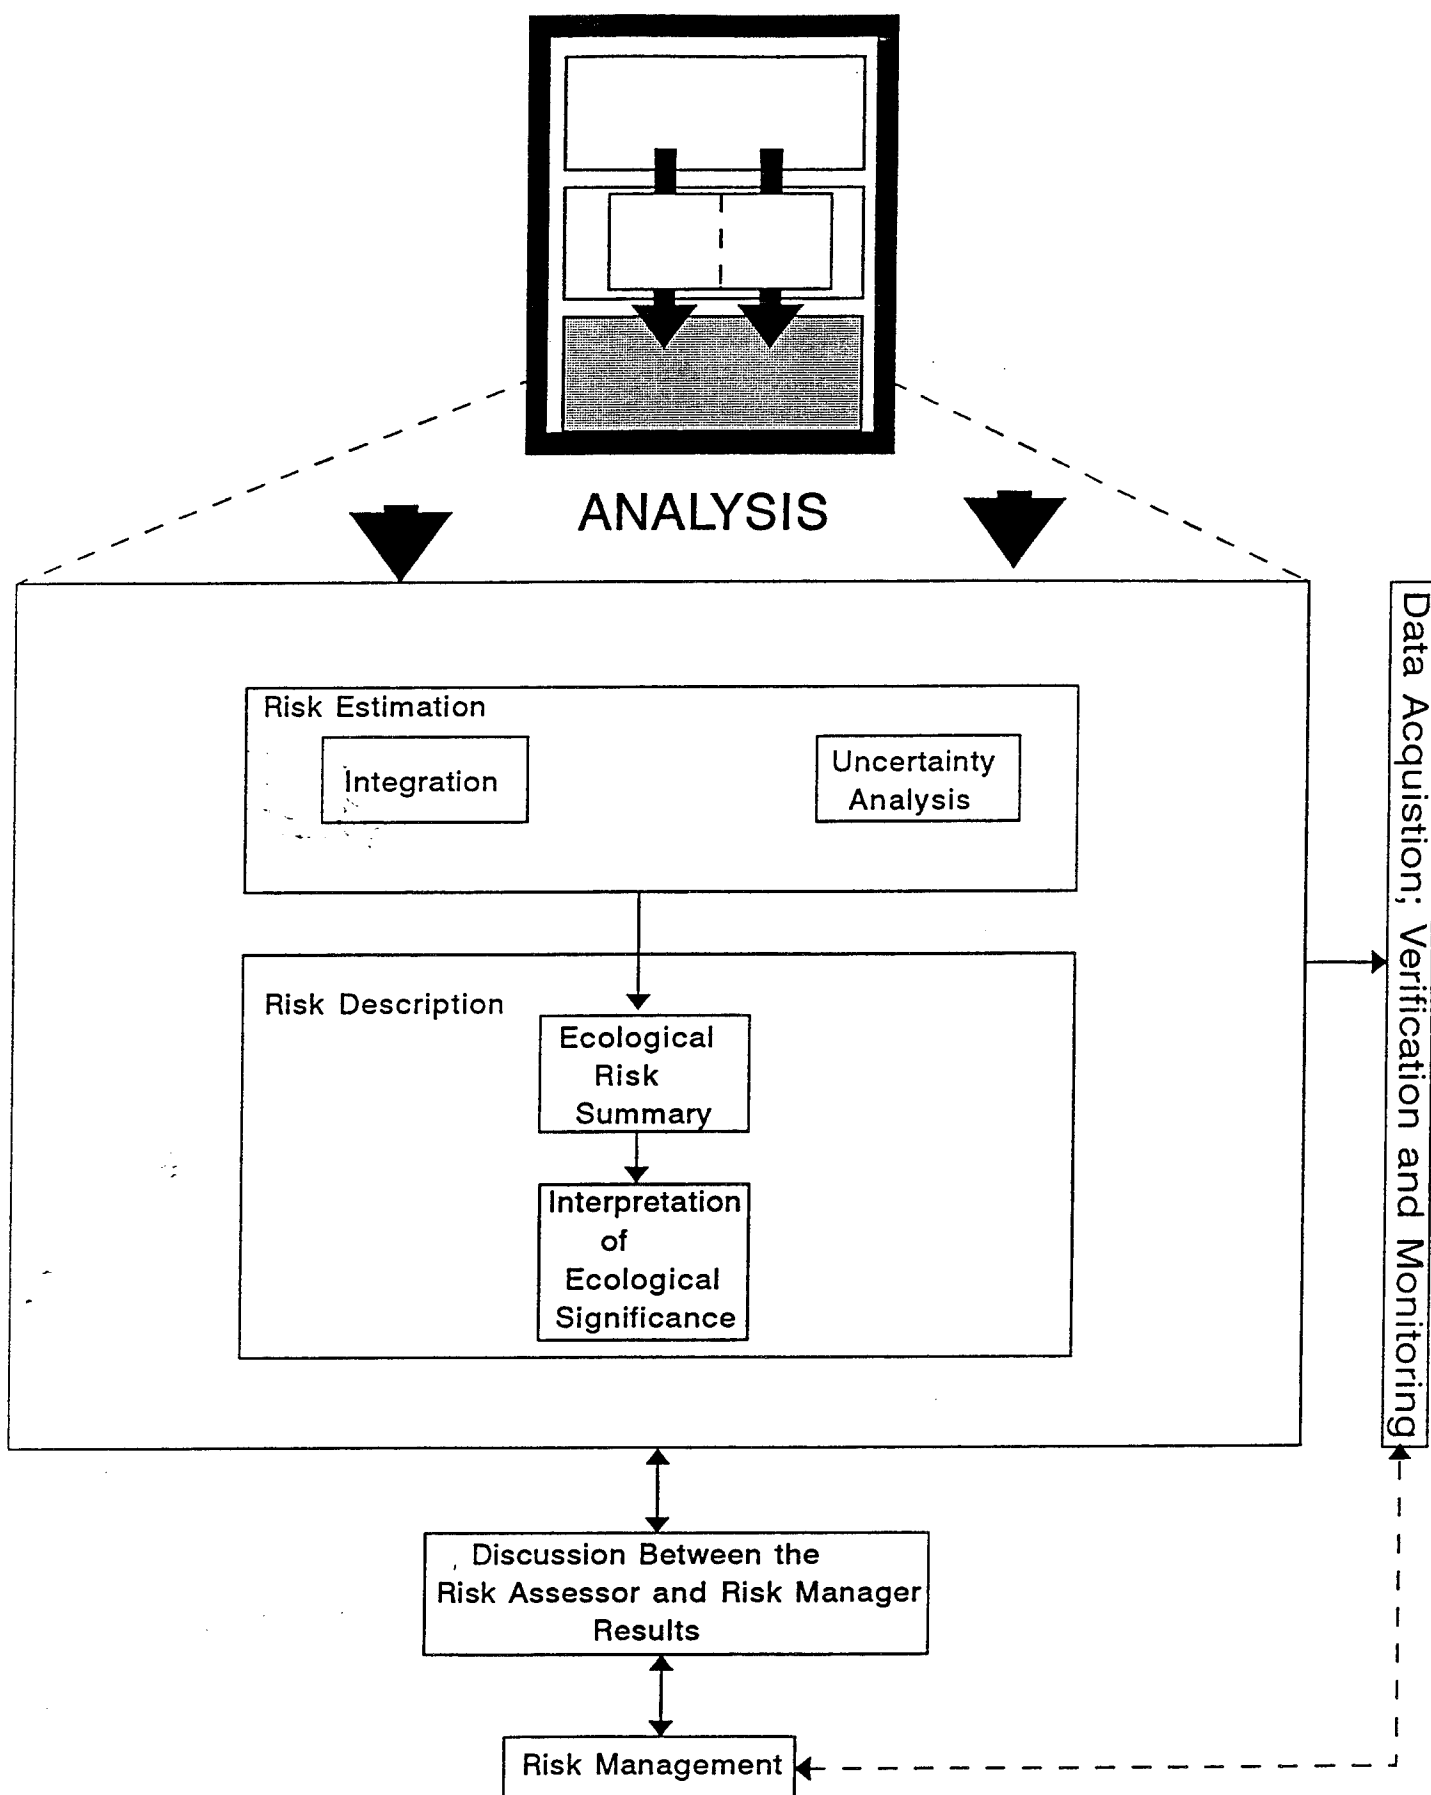 ANALYSIS
Risk Estimation
Integration
Uncertainty
Analysis
Risk Description
Ecological
Risk
Summary
Interpretation
of
Ecological
Significance
Data Acquistion; Verification and Monitoring
Discussion Between the
Risk Assessor and Risk Manager
Results
Risk Management